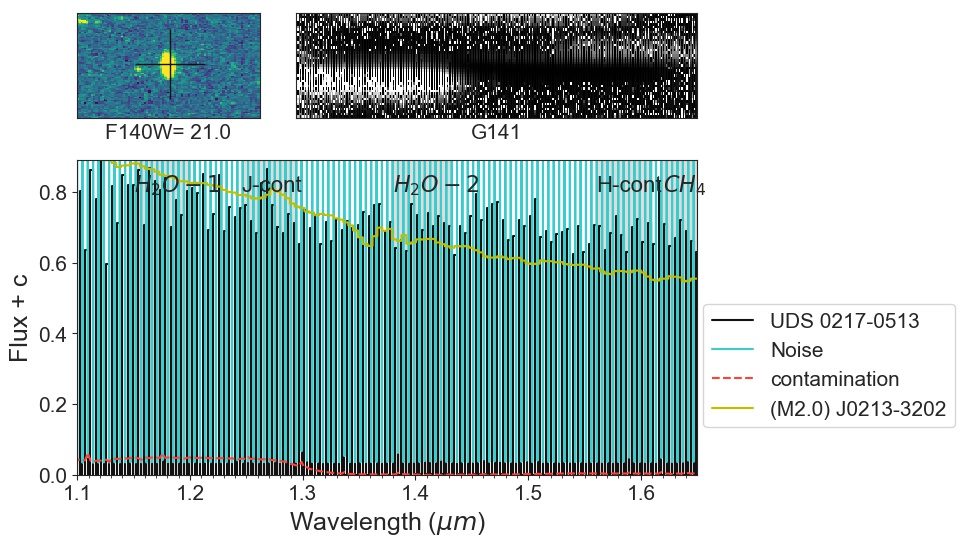 F140W= 21.0
G141
H₂O − 1
J-cont
H₂O − 2
H-cont
CH₄
0.8
0.6
0.4
0.2
0.0
Flux + c
1.1
1.2
1.3
1.4
1.5
1.6
Wavelength (μm)
UDS 0217-0513
Noise
contamination
(M2.0) J0213-3202